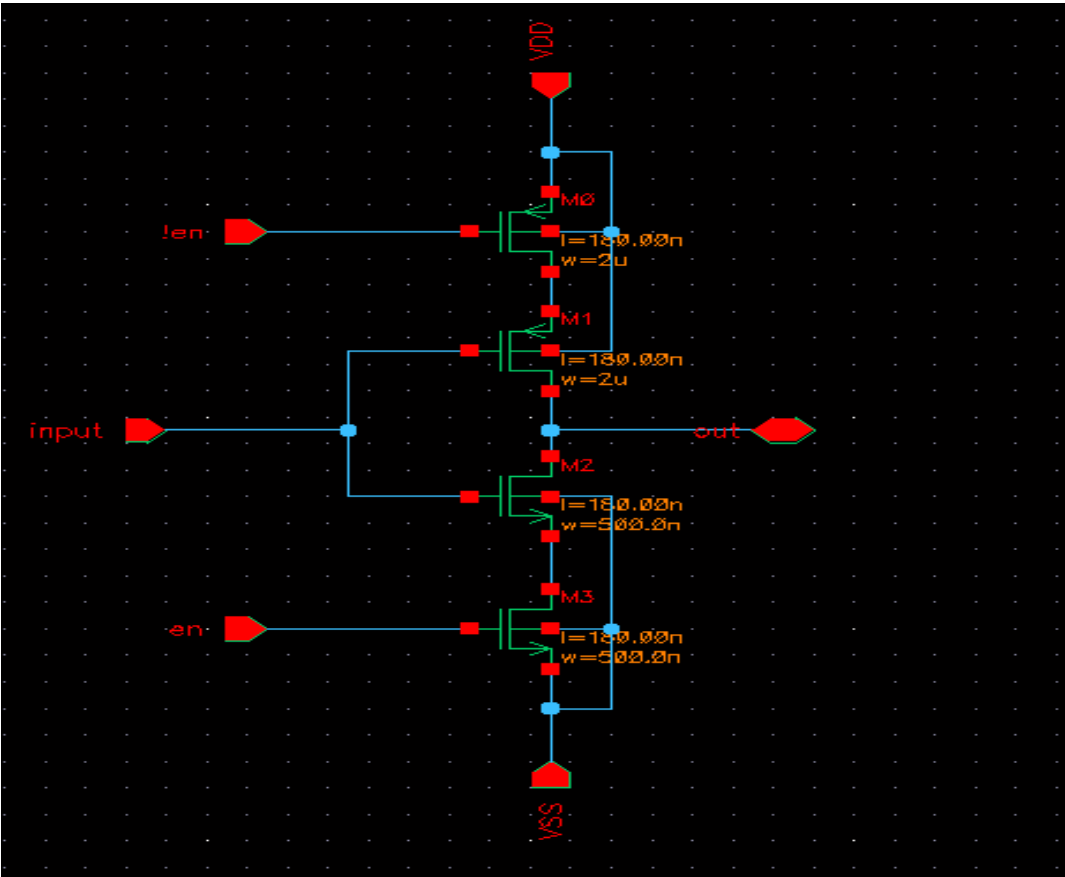 VDD
M0
!en
l=180.00n
w=2u
M1
l=180.00n
w=2u
input
out
M2
l=180.00n
w=500.0n
M3
en
l=180.00n
w=500.0n
VSS